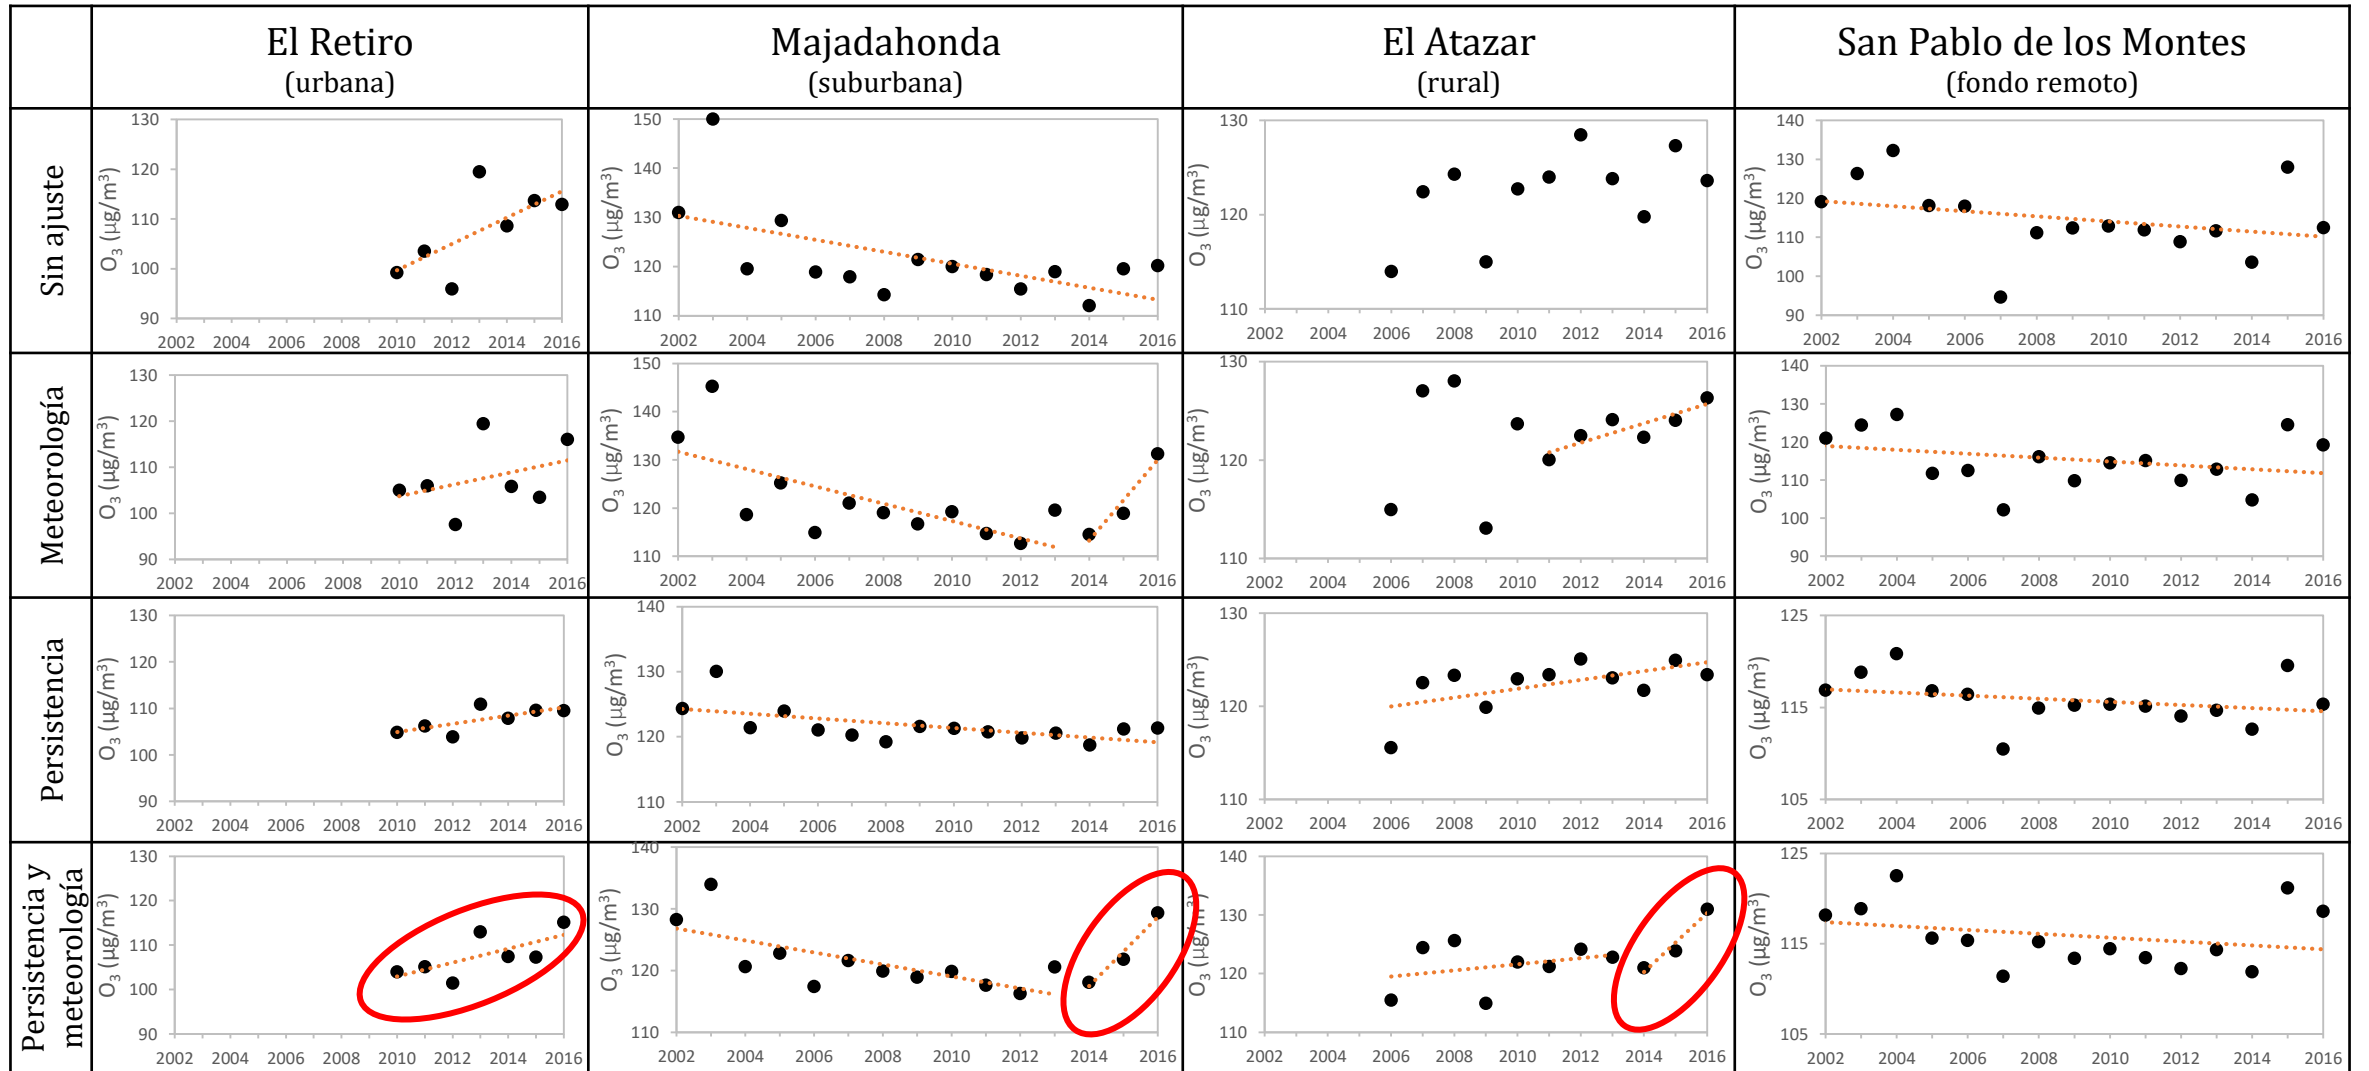 El Retiro
(urbana)
Majadahonda
(suburbana)
El Atazar
(rural)
San Pablo de los Montes
(fondo remoto)
Sin ajuste
O3 (µg/m³)
130
120
110
100
90
2002 2004 2006 2008 2010 2012 2014 2016
O3 (µg/m³)
150
140
130
120
110
2002 2004 2006 2008 2010 2012 2014 2016
O3 (µg/m³)
130
120
110
2002 2004 2006 2008 2010 2012 2014 2016
O3 (µg/m³)
140
130
120
110
100
90
2002 2004 2006 2008 2010 2012 2014 2016
Meteorología
O3 (µg/m³)
130
120
110
100
90
2002 2004 2006 2008 2010 2012 2014 2016
O3 (µg/m³)
150
140
130
120
110
2002 2004 2006 2008 2010 2012 2014 2016
O3 (µg/m³)
130
120
110
2002 2004 2006 2008 2010 2012 2014 2016
O3 (µg/m³)
140
130
120
110
100
90
2002 2004 2006 2008 2010 2012 2014 2016
Persistencia
O3 (µg/m³)
130
120
110
100
90
2002 2004 2006 2008 2010 2012 2014 2016
O3 (µg/m³)
140
130
120
110
2002 2004 2006 2008 2010 2012 2014 2016
O3 (µg/m³)
130
120
110
2002 2004 2006 2008 2010 2012 2014 2016
O3 (µg/m³)
125
115
105
2002 2004 2006 2008 2010 2012 2014 2016
Persistencia y
meteorología
O3 (µg/m³)
130
120
110
100
90
2002 2004 2006 2008 2010 2012 2014 2016
O3 (µg/m³)
140
130
120
110
2002 2004 2006 2008 2010 2012 2014 2016
O3 (µg/m³)
140
130
120
110
2002 2004 2006 2008 2010 2012 2014 2016
O3 (µg/m³)
125
115
105
2002 2004 2006 2008 2010 2012 2014 2016